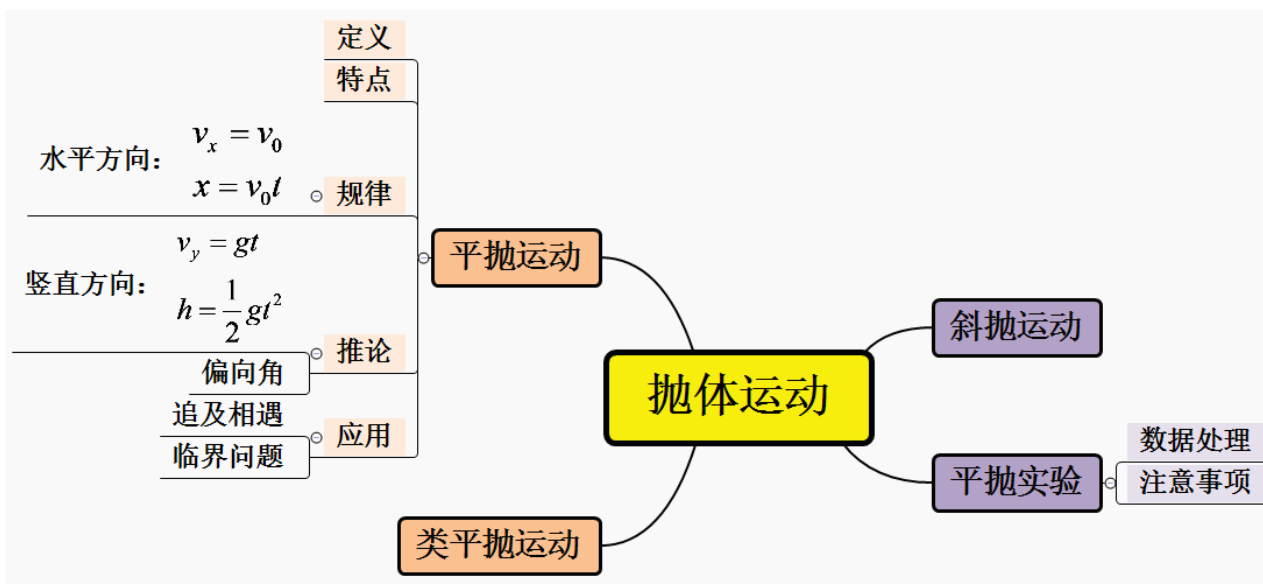 定义
特点
水平方向：
v_x = v_0
x = v_0 t
规律
竖直方向：
v_y = gt
h = \frac{1}{2} gt^2
推论
偏向角
追及相遇
临界问题
应用
平抛运动
类平抛运动
抛体运动
斜抛运动
平抛实验
数据处理
注意事项